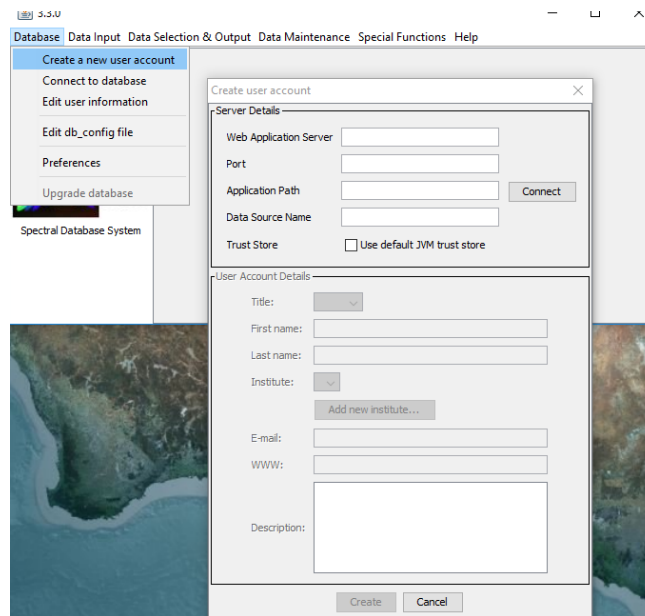 3.3.0
Database Data Input Data Selection & Output Data Maintenance Special Functions Help
Create a new user account
Connect to database
Edit user information
Edit db_config file
Preferences
Upgrade database
Spectral Database System
Create user account
Server Details
Web Application Server
Port
Application Path
Connect
Data Source Name
Trust Store
Use default JVM trust store
User Account Details
Title:
First name:
Last name:
Institute:
Add new institute...
E-mail:
WWW:
Description:
Create
Cancel